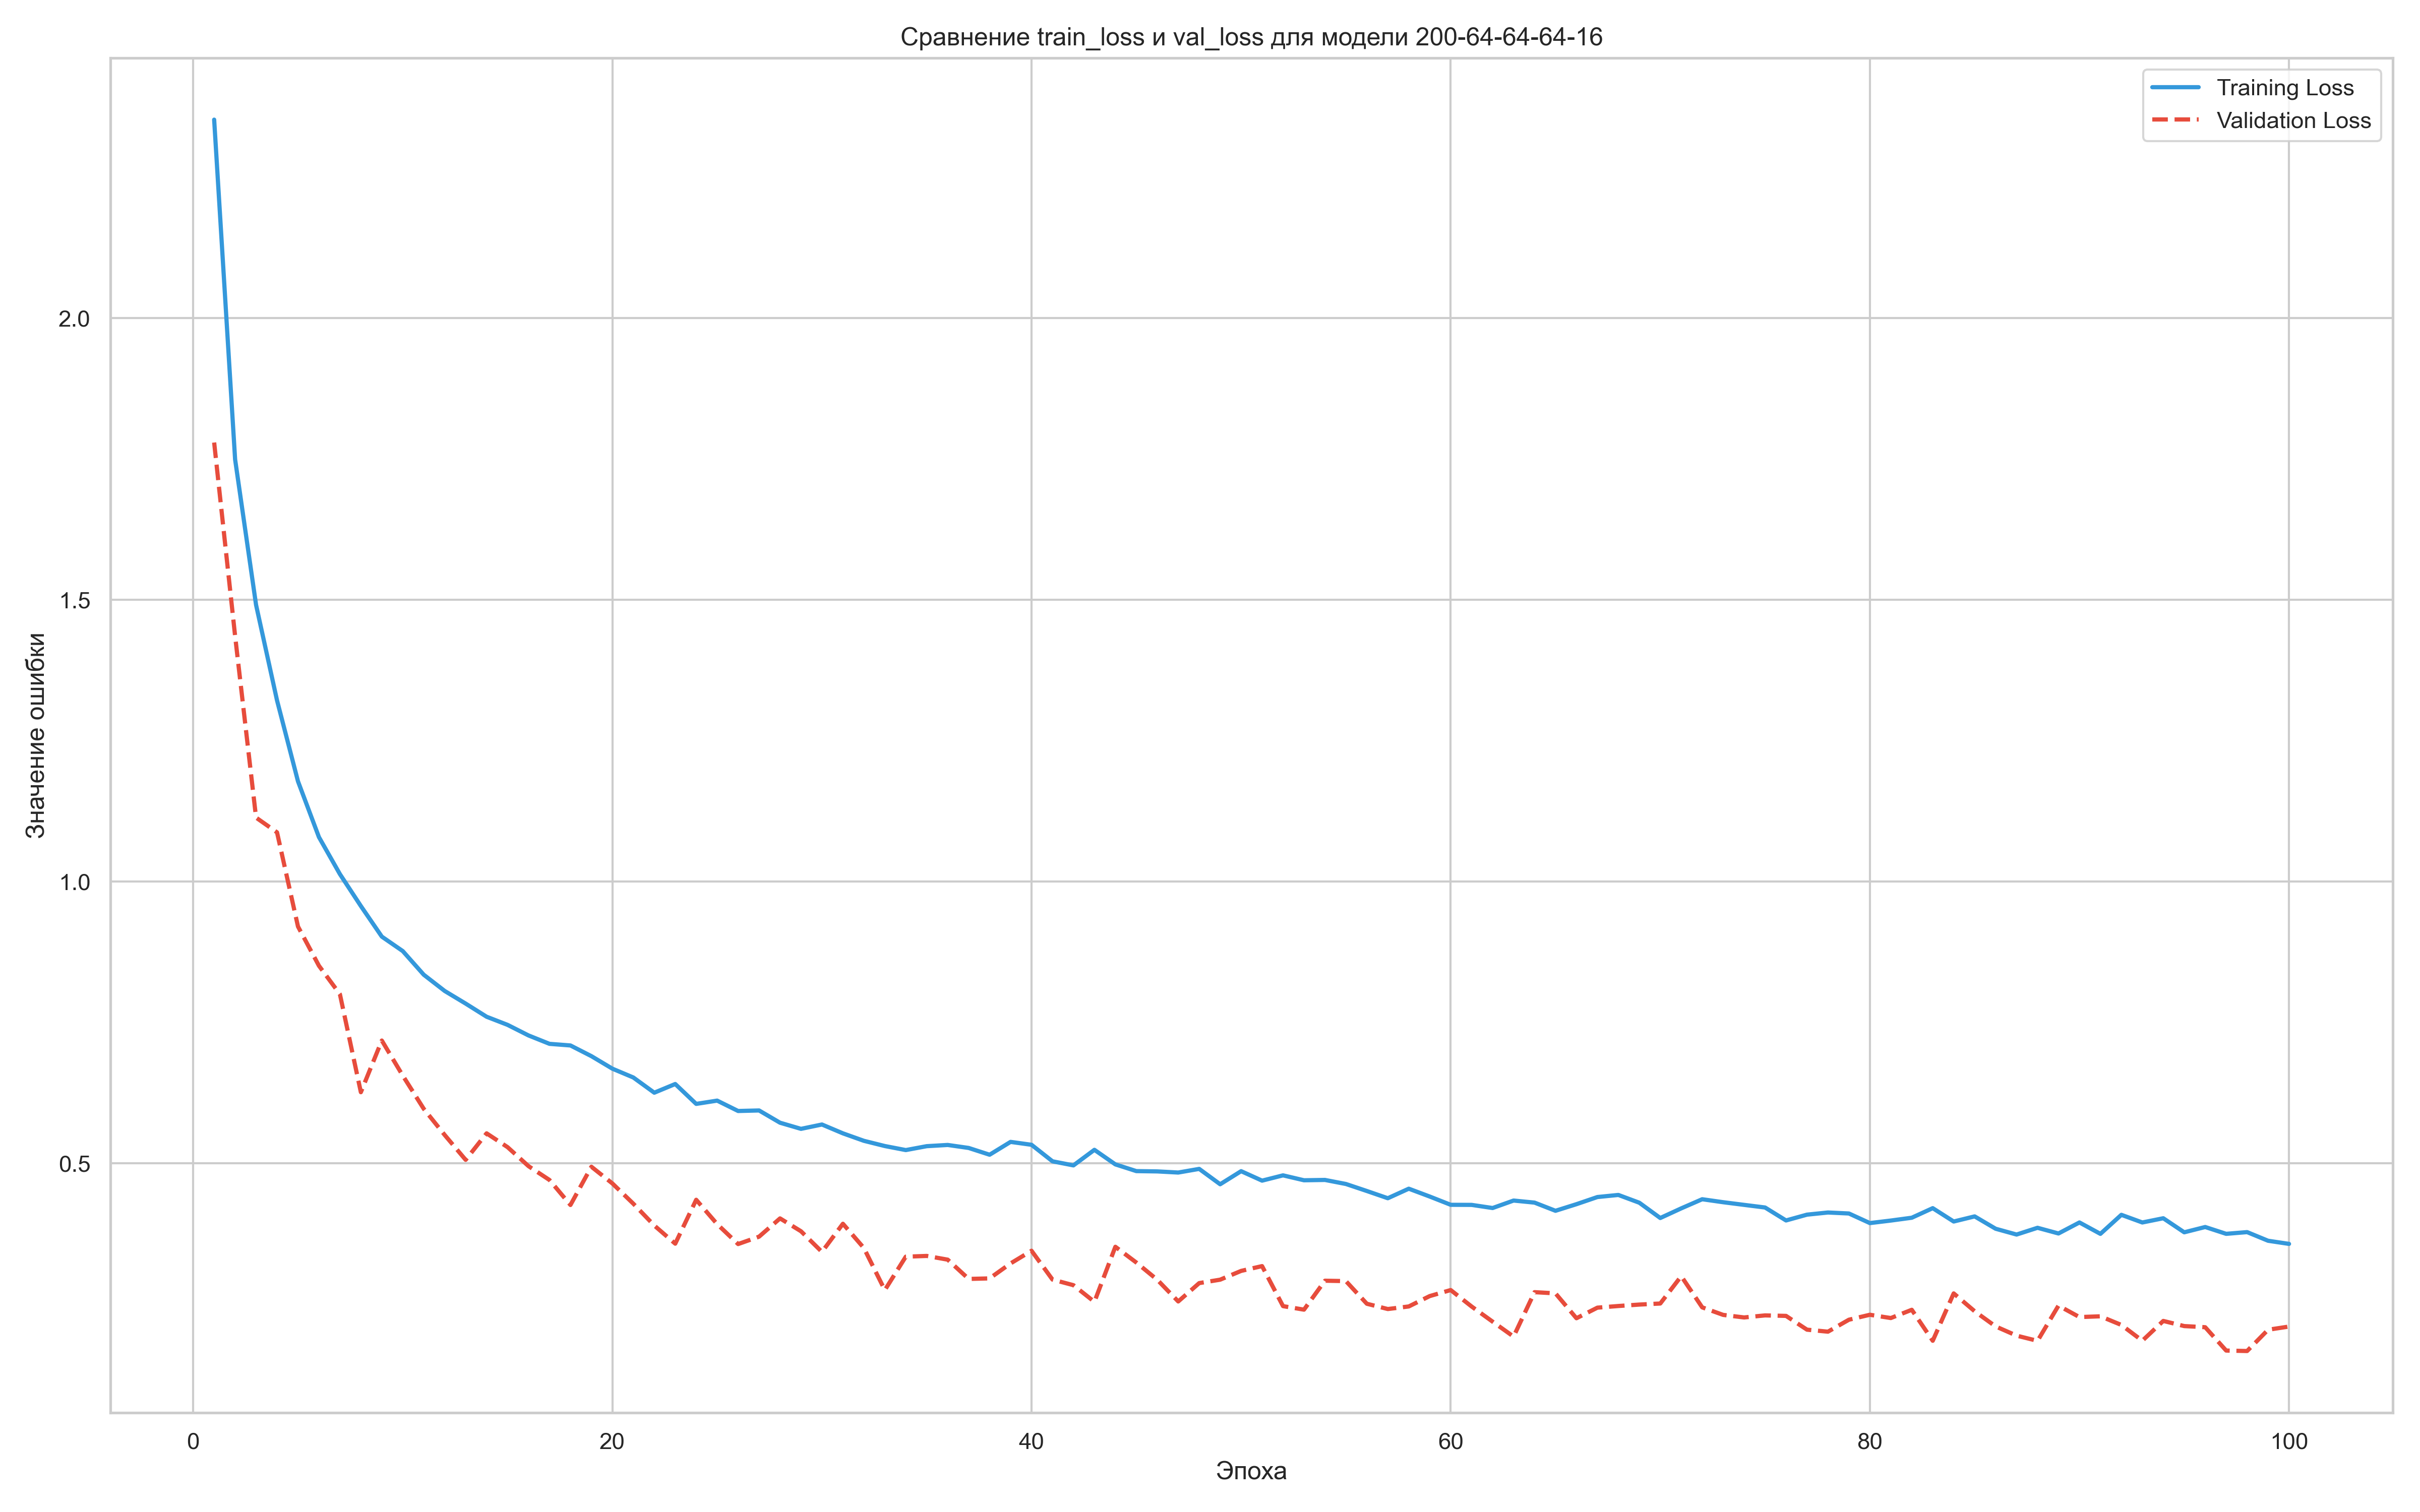 Сравнение train_loss и val_loss для модели 200-64-64-64-16
Training Loss
Validation Loss
2.0
1.5
1.0
0.5
Значение ошибки
0
20
40
60
80
100
Эпоха